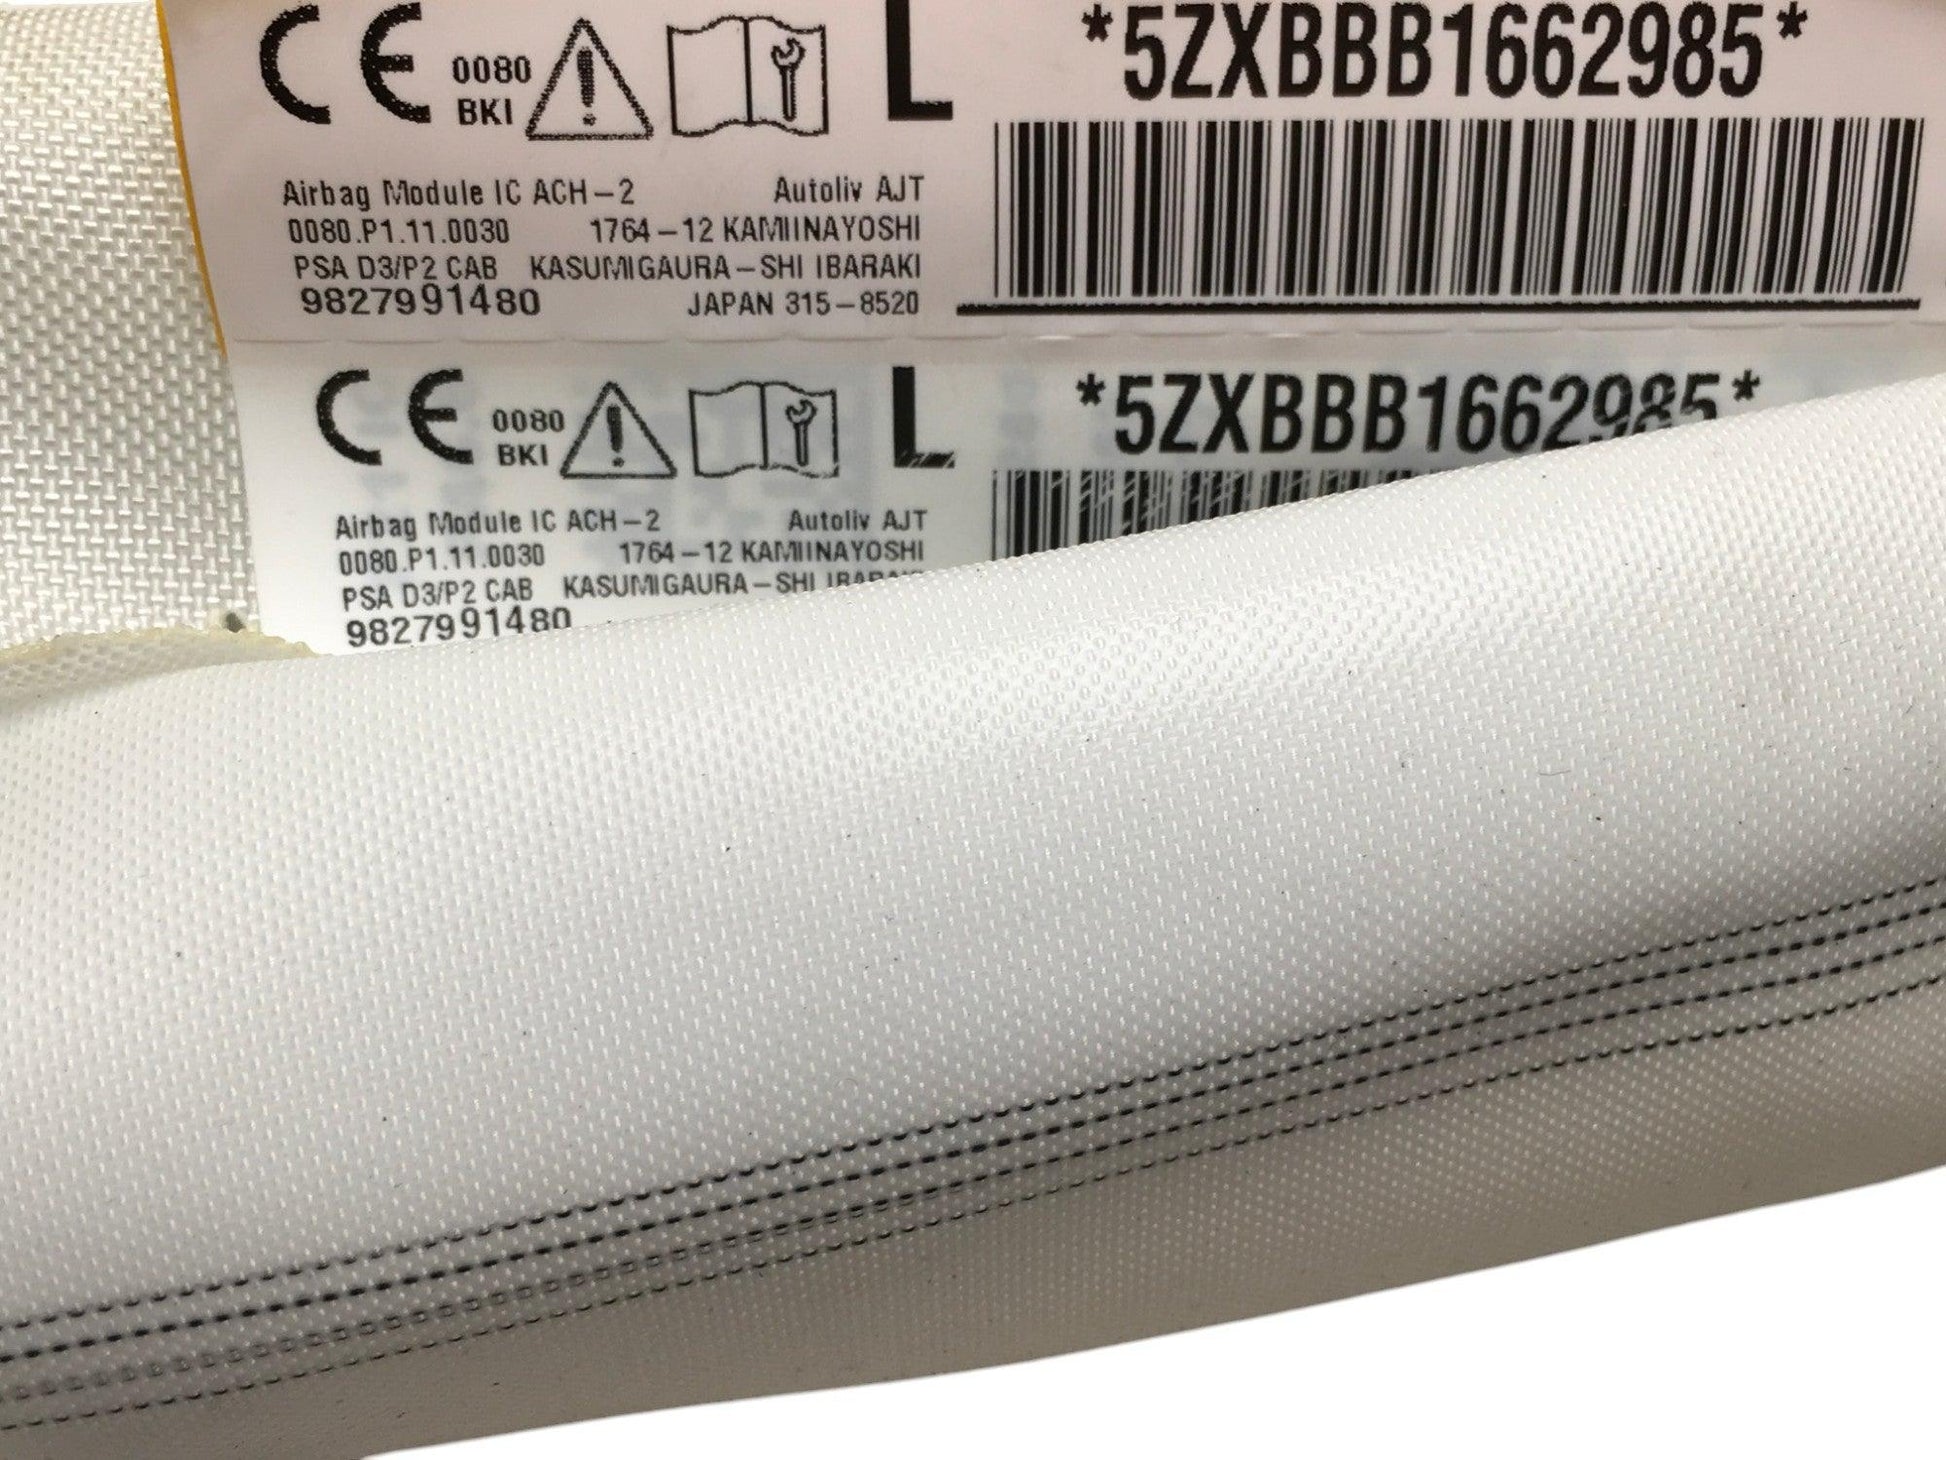 CE 0080 BKI L *5ZXBBB1662985*
Airbag Module IC ACH-2 Autoliv AJT
0080.P1.11.0030 1764-12 KAMIINAYOSHI
PSA D3/P2 CAB KASUMIGAURA-SHI IBARAKI
9827991480 JAPAN 315-8520
CE 0080 BKI L *5ZXBBB1662985*
Airbag Module IC ACH-2 Autoliv AJT
0080.P1.11.0030 1764-12 KAMIINAYOSHI
PSA D3/P2 CAB KASUMIGAURA-SHI IBARAKI
9827991480